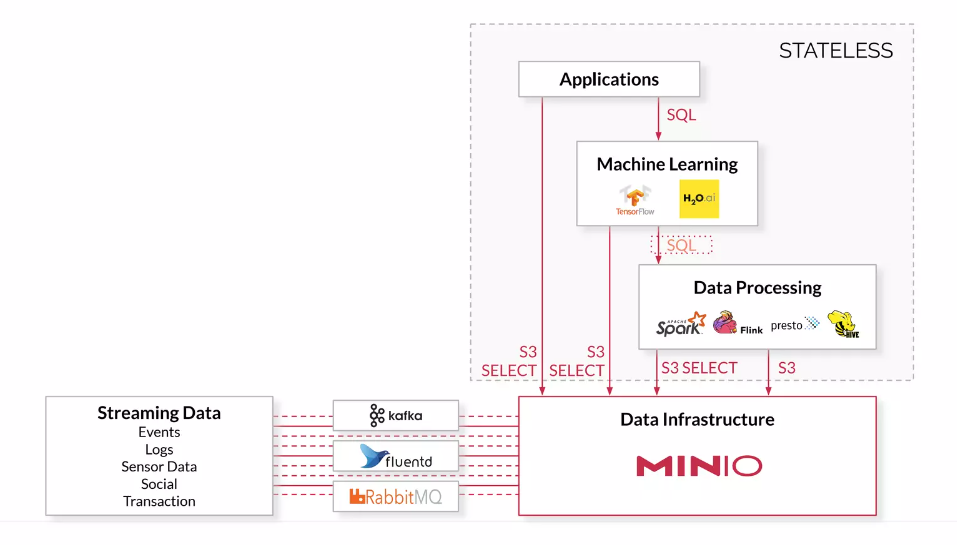 STATELESS
Applications
SQL
Machine Learning
TensorFlow
H2O.ai
SQL
Data Processing
APACHE
Spark
Flink
presto
HIVE
S3
SELECT
S3
SELECT
S3 SELECT
S3
Streaming Data
Events
Logs
Sensor Data
Social
Transaction
kafka
fluentd
RabbitMQ
Data Infrastructure
MINIO